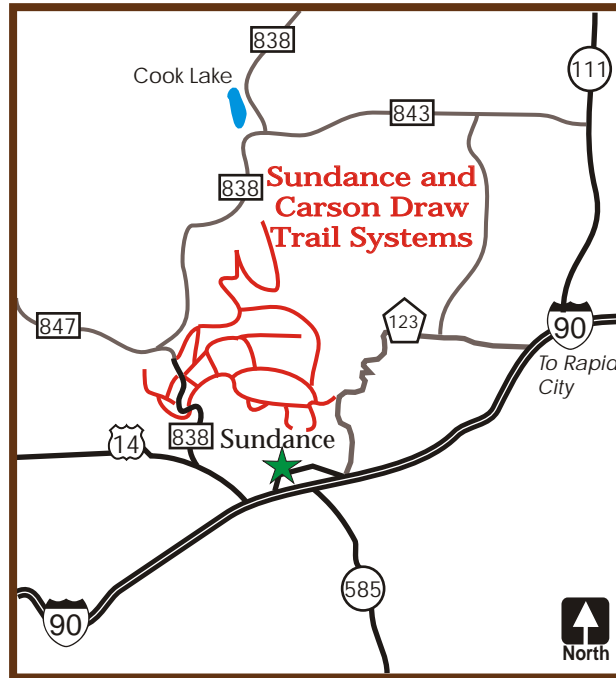 838
111
Cook Lake
843
838
Sundance and
Carson Draw
Trail Systems
847
123
90
To Rapid
City
14
838
Sundance
585
90
North